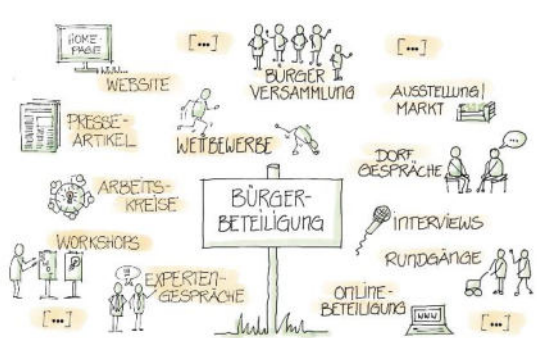 HOME-
PAGE
WEBSITE
[...]
BÜRGER
VERSAMMLUNG
[...]
AUSSTELLUNG/
MARKT
PRESSE-
ARTIKEL
WETTBEWERBE
DORF
GESPRÄCHE
ARBEITS-
KREISE
BÜRGER-
BETEILIGUNG
INTERVIEWS
WORKSHOPS
RUNDGÄNGE
EXPERTEN-
GESPRÄCHE
ONLINE-
BETEILIGUNG
WWW
[...]
[...]